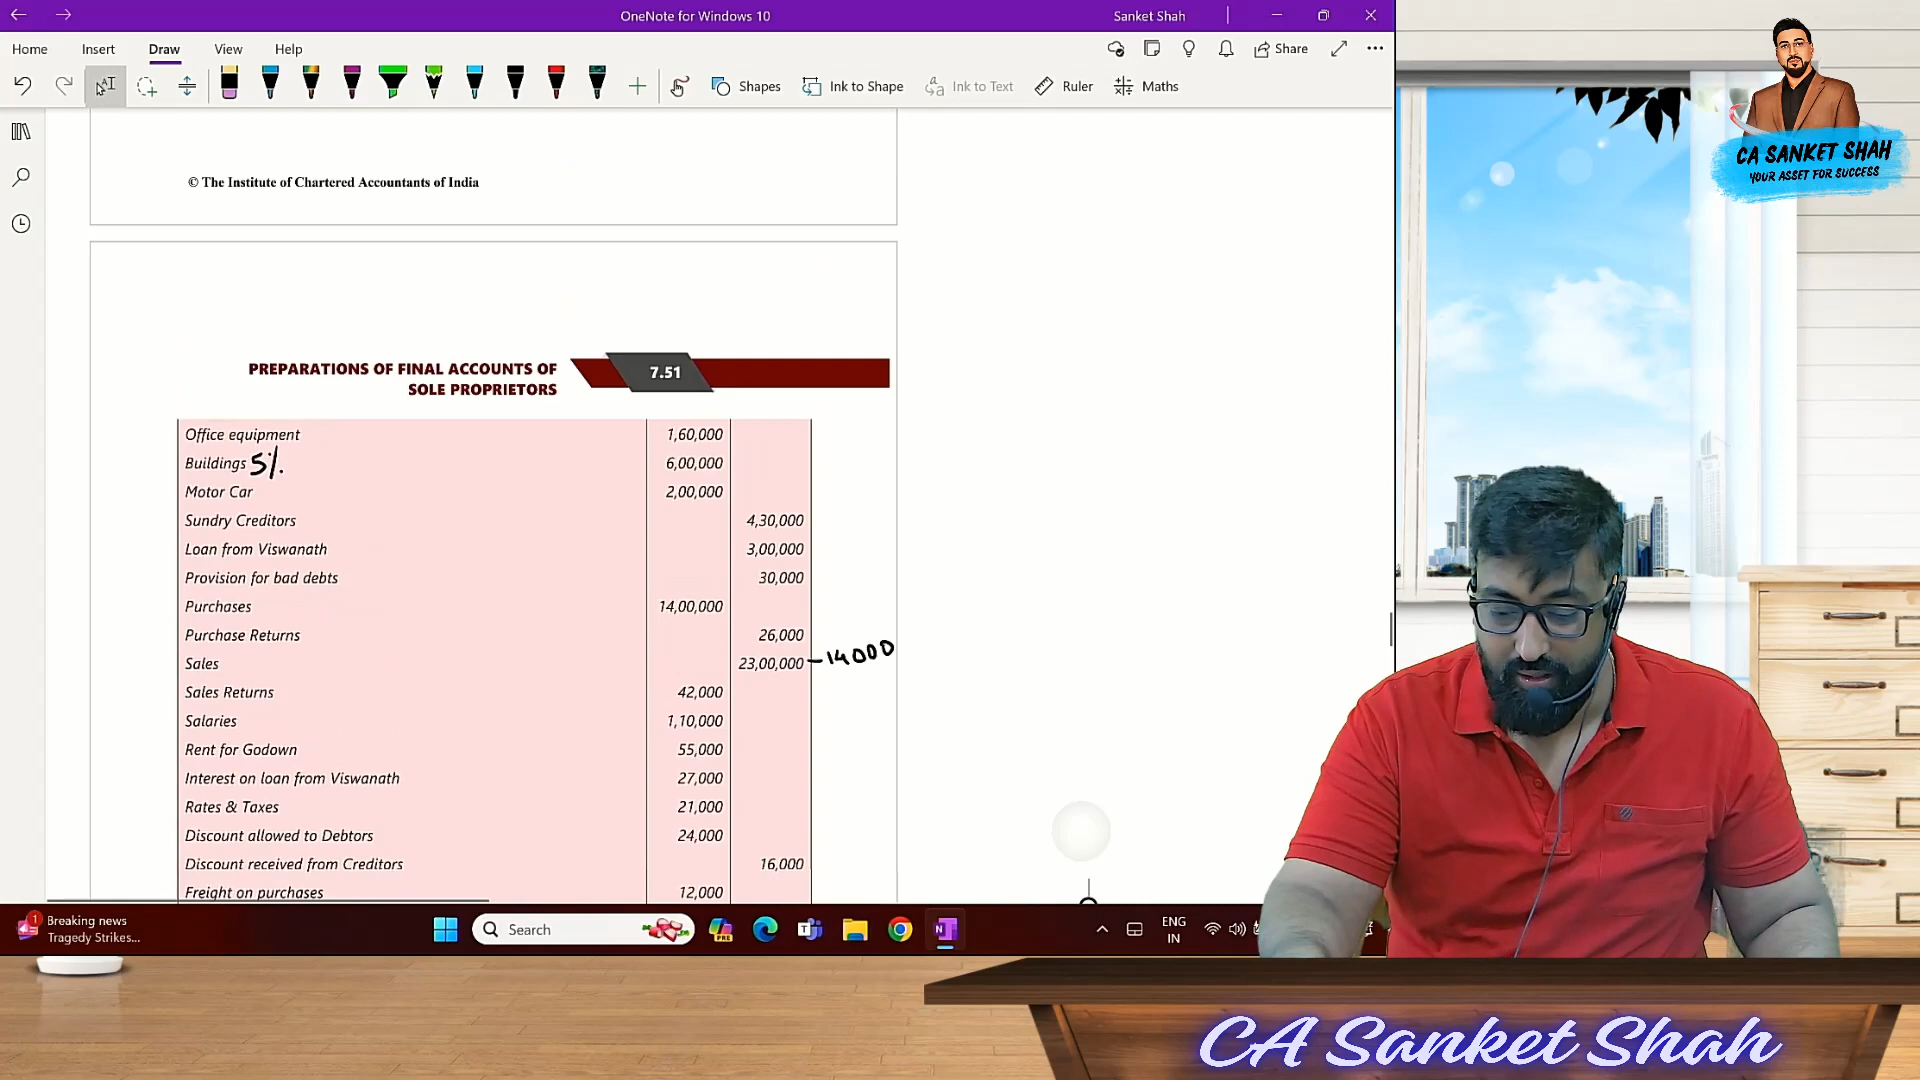 OneNote for Windows 10
Sanket Shah
Home
Insert
Draw
View
Help
Share
Shapes
Ink to Shape
Ink to Text
Ruler
Maths
© The Institute of Chartered Accountants of India
PREPARATIONS OF FINAL ACCOUNTS OF
SOLE PROPRIETORS
7.51
Office equipment 1,60,000
Buildings 5% 6,00,000
Motor Car 2,00,000
Sundry Creditors 4,30,000
Loan from Viswanath 3,00,000
Provision for bad debts 30,000
Purchases 14,00,000
Purchase Returns 26,000
Sales 23,00,000 -14000
Sales Returns 42,000
Salaries 1,10,000
Rent for Godown 55,000
Interest on loan from Viswanath 27,000
Rates & Taxes 21,000
Discount allowed to Debtors 24,000
Discount received from Creditors 16,000
Freight on purchases 12,000
1
Breaking news
Tragedy Strikes...
Search
PRE
ENG
IN
CA SANKET SHAH
YOUR ASSET FOR SUCCESS
CA Sanket Shah